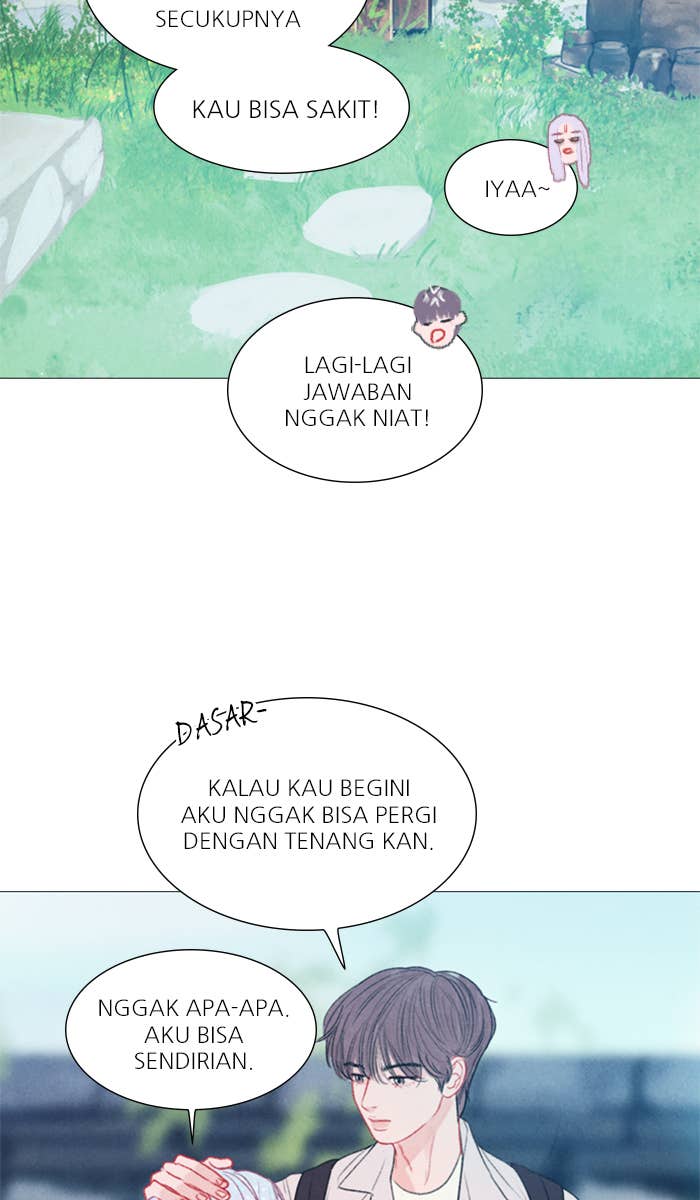 SECUKUPNYA
KAU BISA SAKIT!
IYAA~
LAGI-LAGI
JAWABAN
NGGAK NIAT!
DASAR-
KALAU KAU BEGINI
AKU NGGAK BISA PERGI
DENGAN TENANG KAN.
NGGAK APA-APA.
AKU BISA
SENDIRIAN.